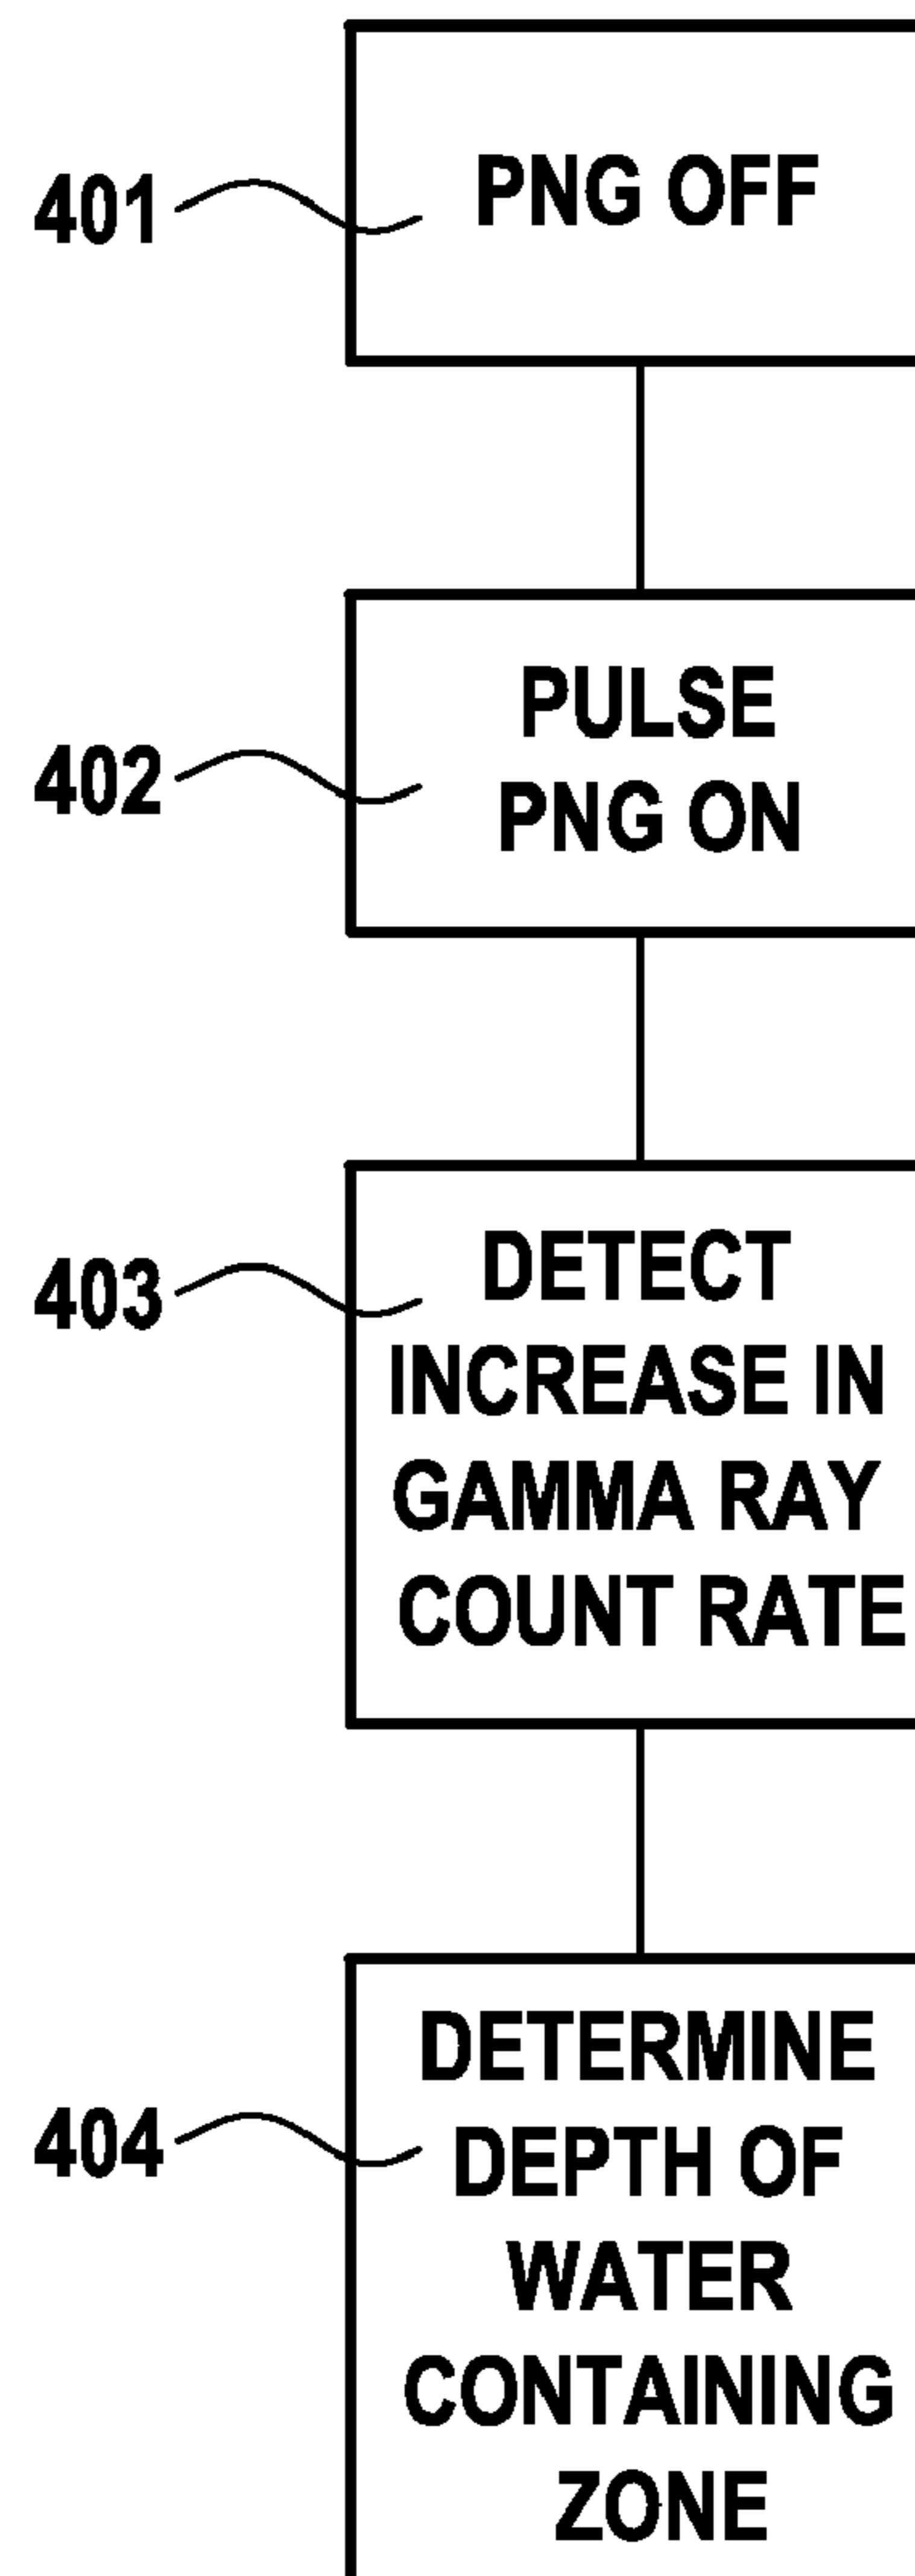 401
PNG OFF
402
PULSE
PNG ON
403
DETECT
INCREASE IN
GAMMA RAY
COUNT RATE
404
DETERMINE
DEPTH OF
WATER
CONTAINING
ZONE